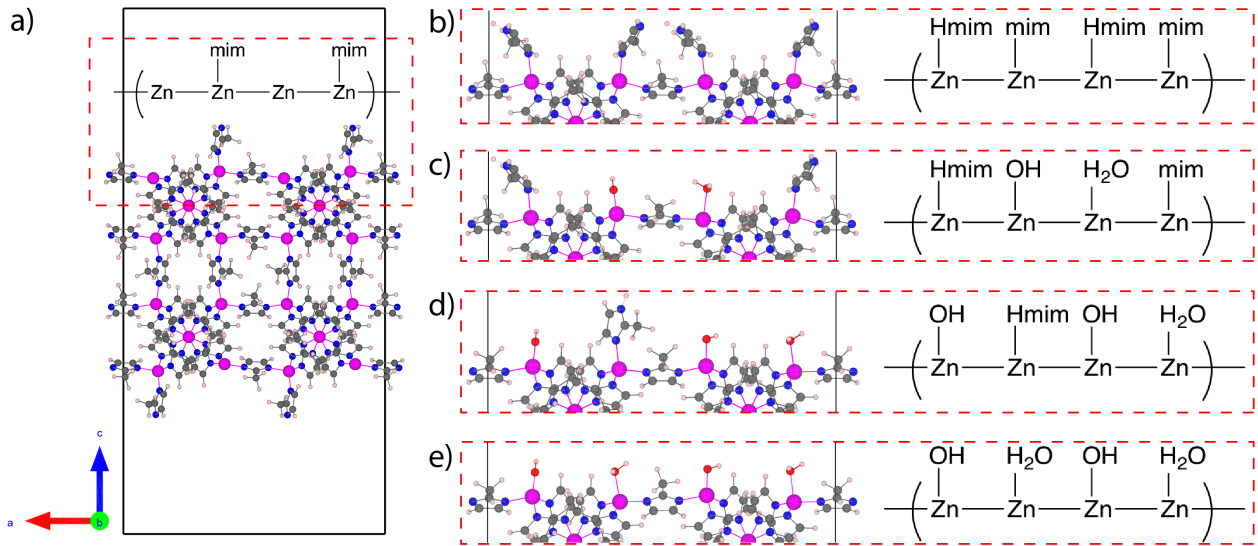 a)
mim mim
Zn Zn Zn Zn
c
a
b
b)
Hmim mim Hmim mim
Zn Zn Zn Zn
c)
Hmim OH H₂O mim
Zn Zn Zn Zn
d)
OH Hmim OH H₂O
Zn Zn Zn Zn
e)
OH H₂O OH H₂O
Zn Zn Zn Zn